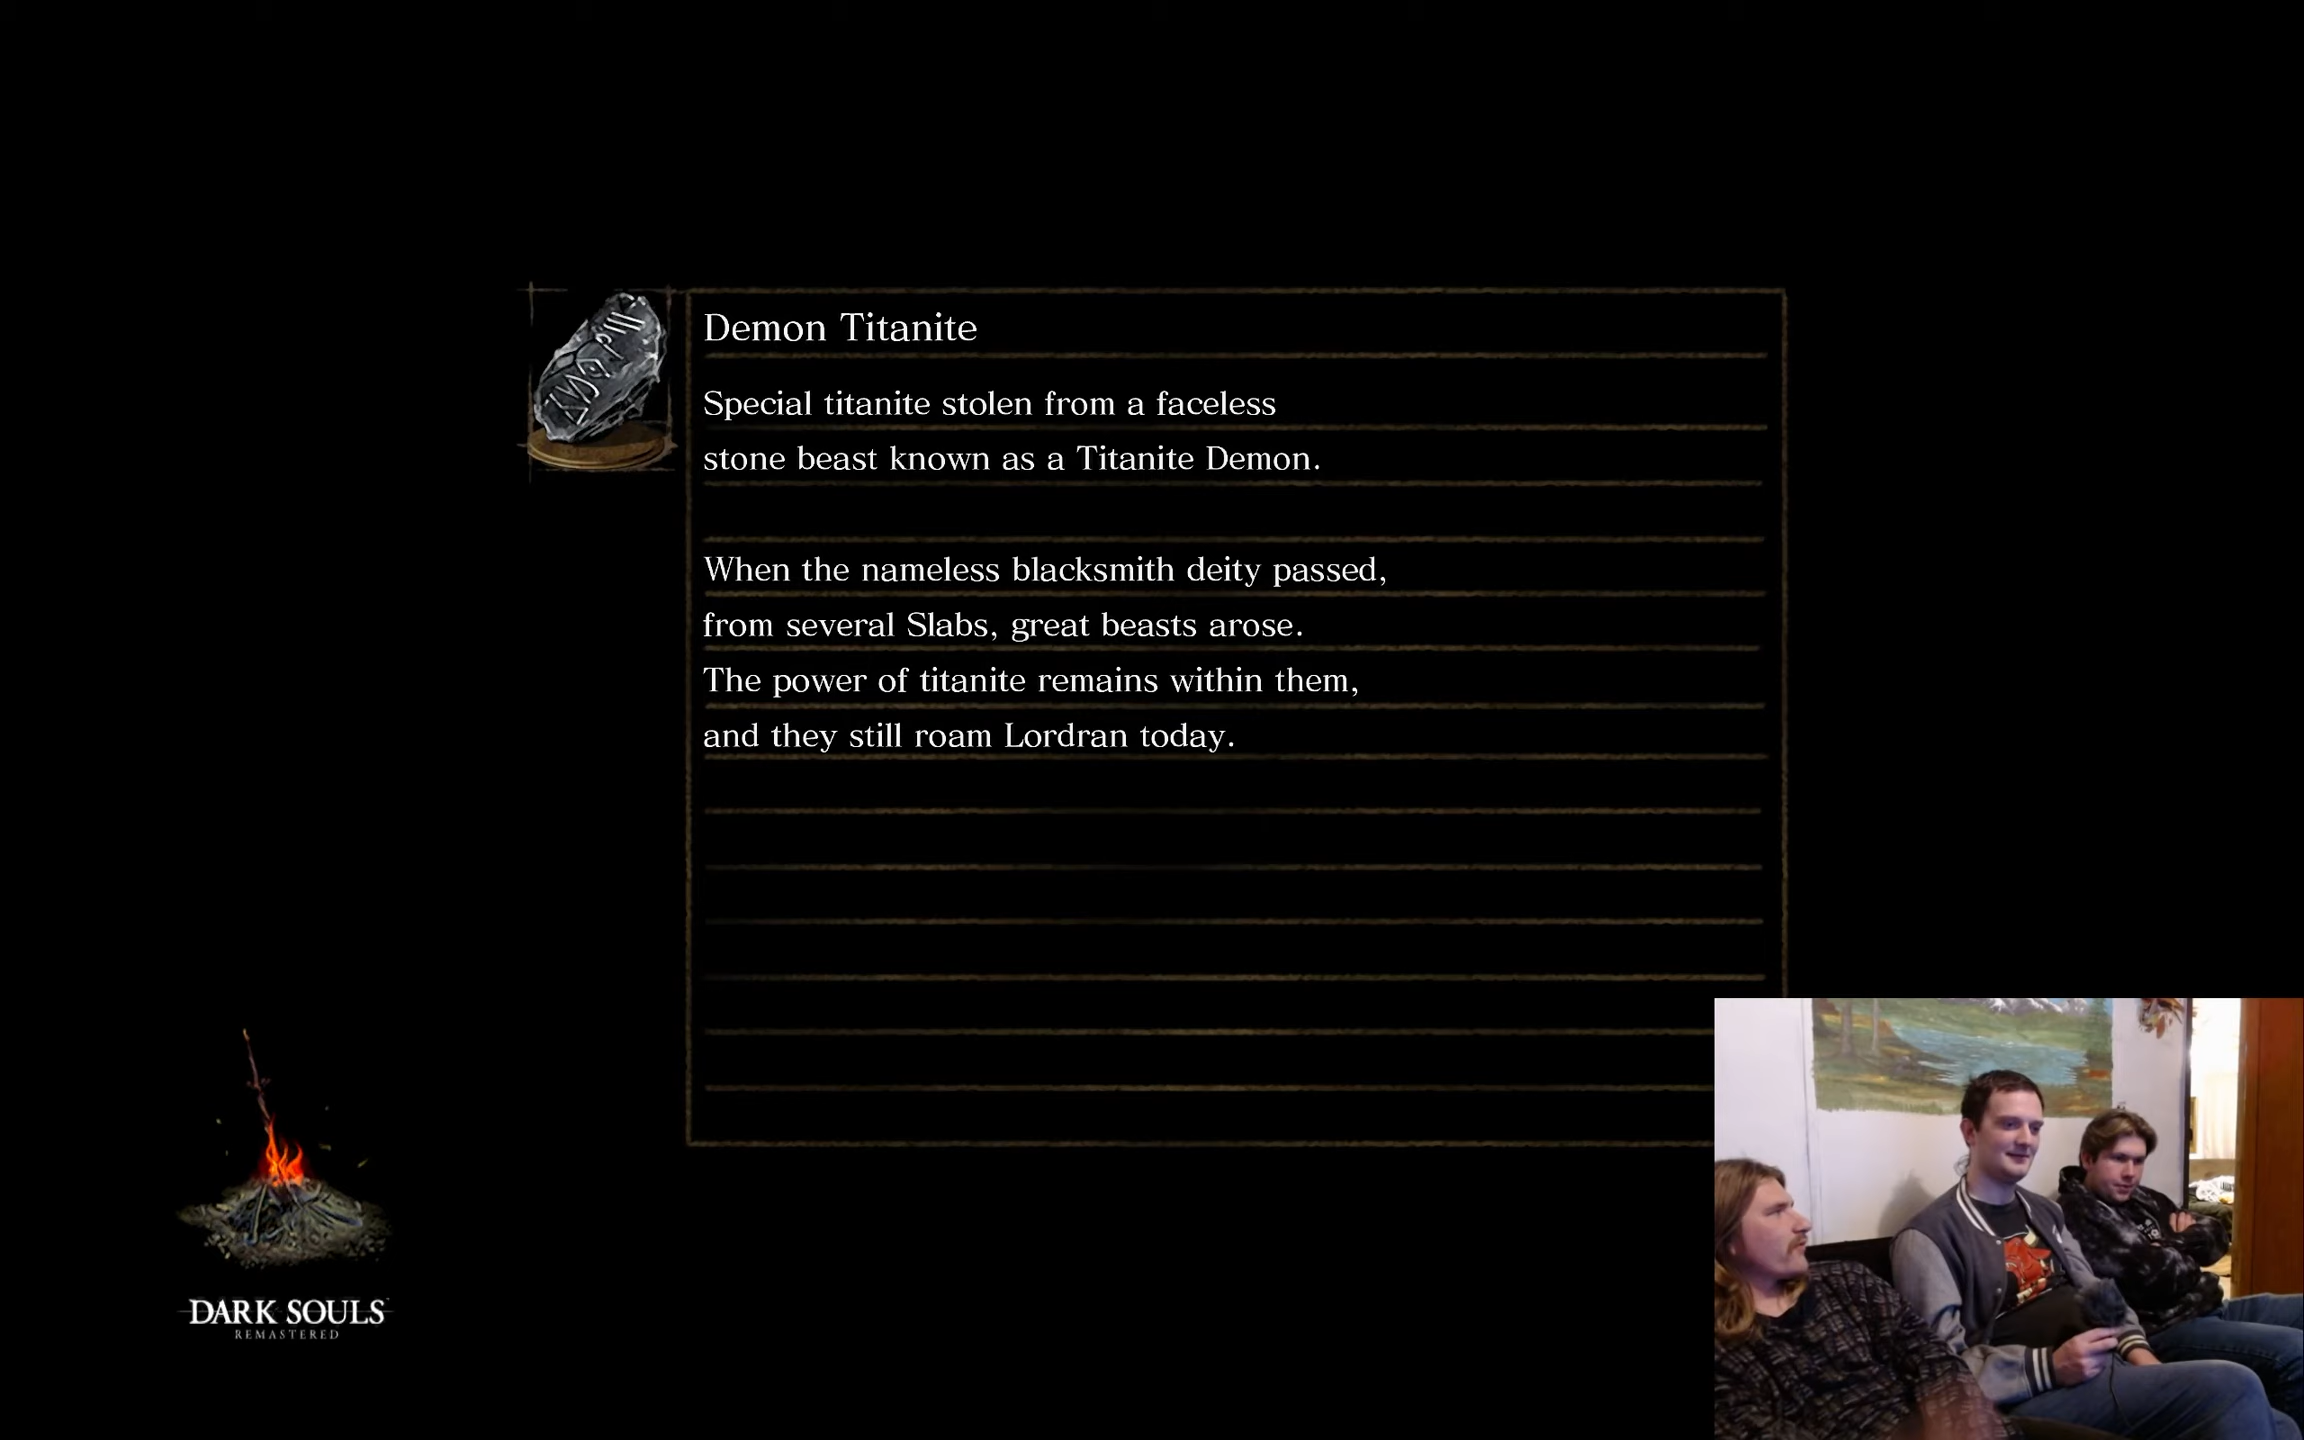 Demon Titanite
Special titanite stolen from a faceless
stone beast known as a Titanite Demon.
When the nameless blacksmith deity passed,
from several Slabs, great beasts arose.
The power of titanite remains within them,
and they still roam Lordran today.
DARK SOULS
REMASTERED